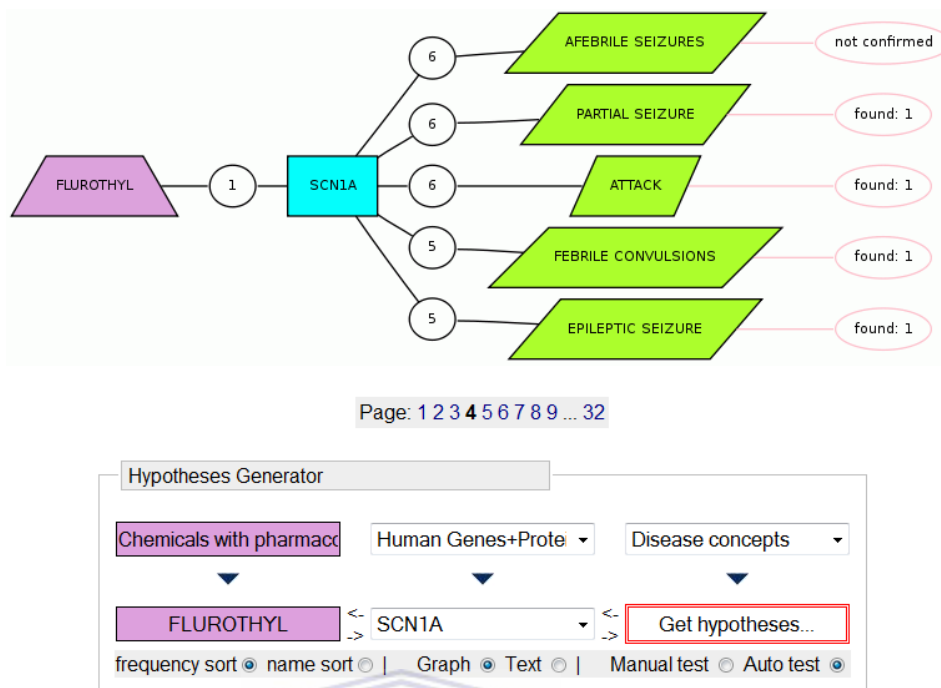 6 AFEBRILE SEIZURES not confirmed
6 PARTIAL SEIZURE found: 1
FLUROTHYL 1 SCN1A 6 ATTACK found: 1
5 FEBRILE CONVULSIONS found: 1
5 EPILEPTIC SEIZURE found: 1
Page: 1 2 3 4 5 6 7 8 9 ... 32
Hypotheses Generator
Chemicals with pharmacc Human Genes+Protei Disease concepts
FLUROTHYL <- -> SCN1A <- -> Get hypotheses...
frequency sort name sort | Graph Text | Manual test Auto test